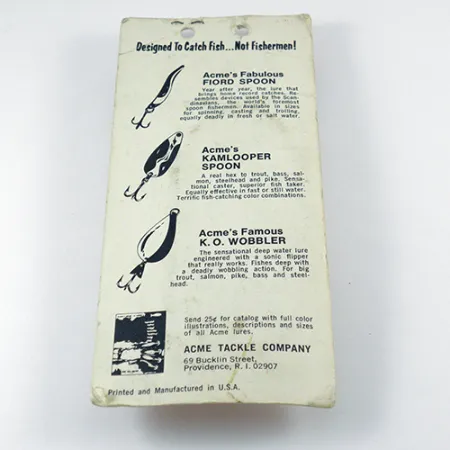 Designed To Catch Fish...Not Fishermen!
Acme's Fabulous
FIORD SPOON
Year after year, the lure that
brings home record catches. Re-
sembles devices used by the Scan-
dinavians, the world's foremost
spoon fishermen. Available in sizes
for spinning, casting and trolling,
equally deadly in fresh or salt water.
Acme's
KAMLOOPER
SPOON
A real hex to trout, bass, sal-
mon, steelhead and pike. Sensa-
tional caster, superior fish taker.
Equally effective in fast or still water.
Terrific fish-catching color combinations.
Acme's Famous
K. O. WOBBLER
The sensational deep water lure
engineered with a sonic flipper
that really works. Fishes deep with
a deadly wobbling action. For big
trout, salmon, pike, bass and steel-
head.
Send 25¢ for catalog with full color
illustrations, descriptions and sizes
of all Acme lures.
ACME TACKLE COMPANY
69 Bucklin Street,
Providence, R. I. 02907
Printed and Manufactured in U.S.A.